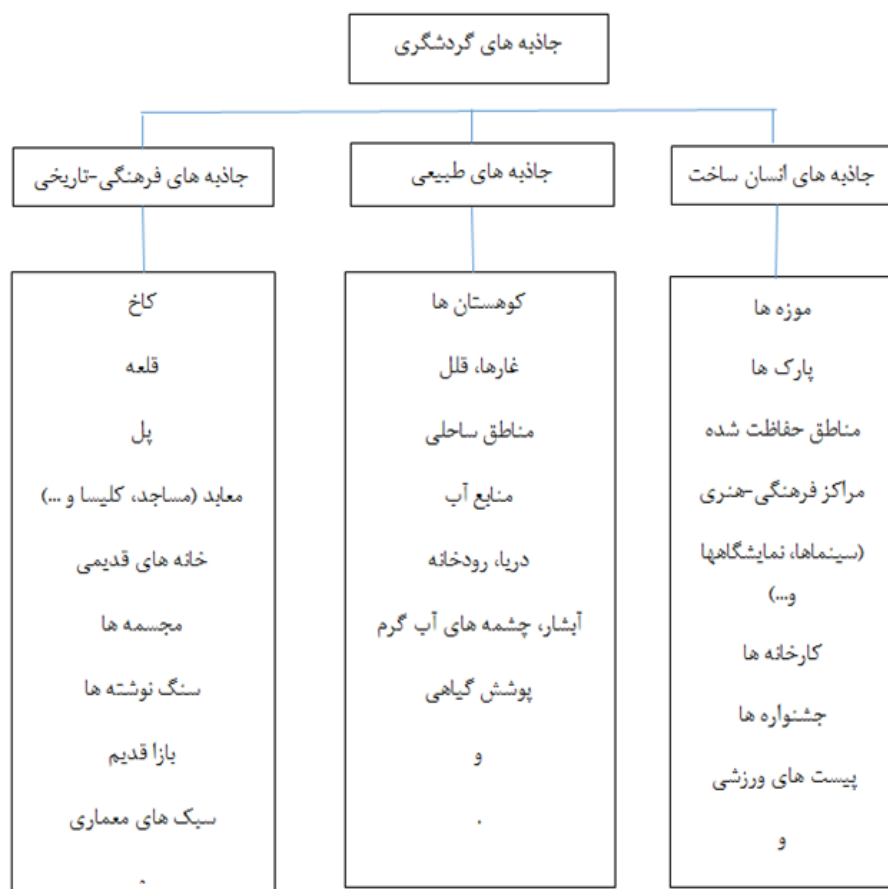 جاذبه های گردشگری
جاذبه های انسان ساخت
جاذبه های طبیعی
جاذبه های فرهنگی-تاریخی
موزه ها
پارک ها
مناطق حفاظت شده
مراکز فرهنگی-هنری
(سینماها، نمایشگاهها
و...)
کارخانه ها
جشنواره ها
پیست های ورزشی
و
کوهستان ها
غارها، قلل
مناطق ساحلی
منابع آب
دریا، رودخانه
آبشار، چشمه های آب گرم
پوشش گیاهی
و
.
کاخ
قلعه
پل
معابد (مساجد، کلیسا و ...)
خانه های قدیمی
مجسمه ها
سنگ نوشته ها
بازا قدیم
سبک های معماری